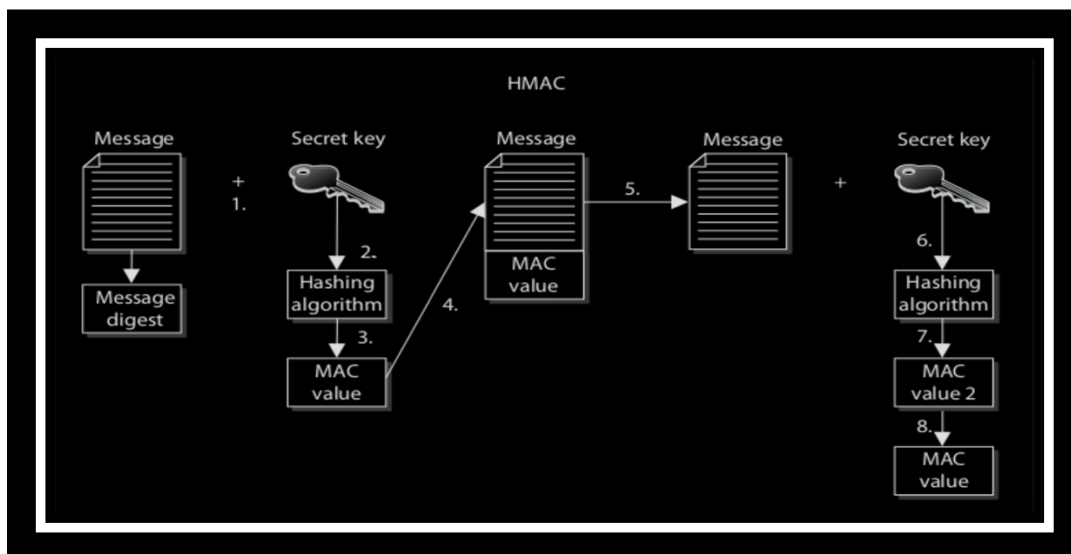 HMAC
Message
Secret key
Message
Message
Secret key
+
1.
+
2.
5.
6.
Message
digest
Hashing
algorithm
MAC
value
Hashing
algorithm
3.
4.
7.
MAC
value
MAC
value 2
8.
MAC
value